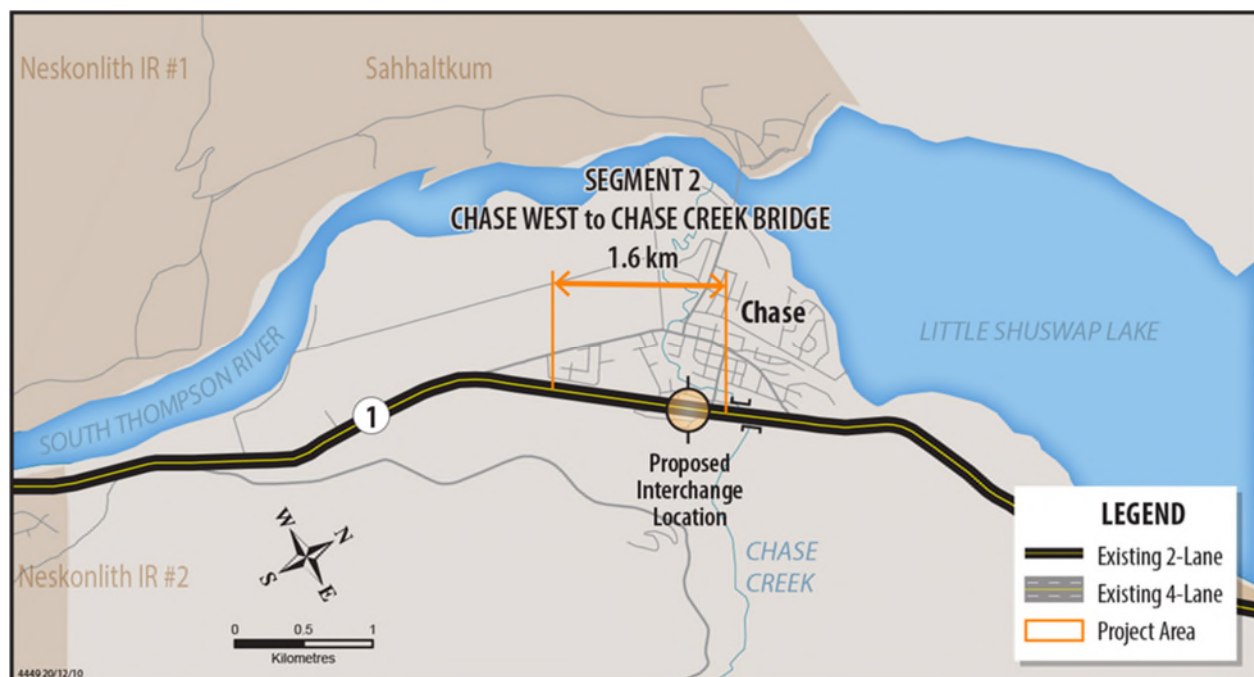 Neskonlith IR #1
Sahhaltkum
SEGMENT 2
CHASE WEST to CHASE CREEK BRIDGE
1.6 km
Chase
LITTLE SHUSWAP LAKE
SOUTH THOMPSON RIVER
1
Proposed
Interchange
Location
CHASE
CREEK
Neskonlith IR #2
W
N
S
E
0 0.5 1
Kilometres
LEGEND
Existing 2-Lane
Existing 4-Lane
Project Area
4449 20/12/10